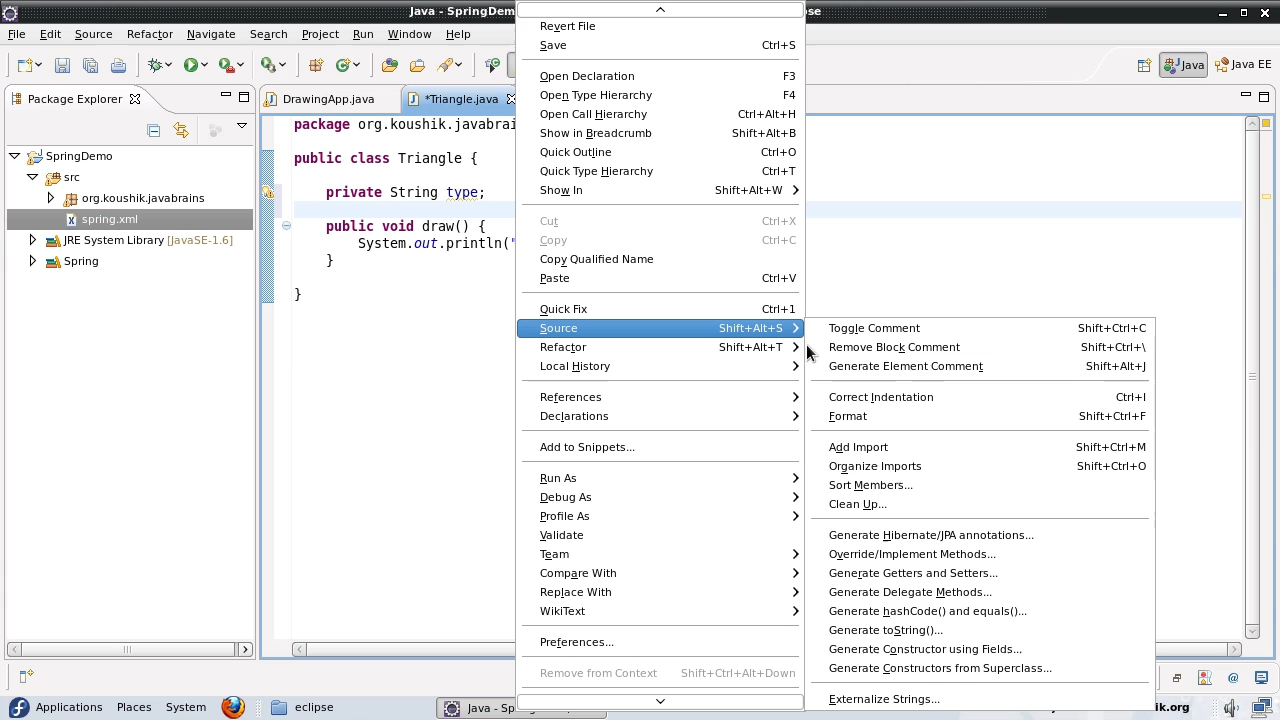 Java - SpringDem
se
File Edit Source Refactor Navigate Search Project Run Window Help
Java Java EE
Package Explorer
DrawingApp.java
*Triangle.java
SpringDemo
src
org.koushik.javabrains
spring.xml
JRE System Library [JavaSE-1.6]
Spring
package org.koushik.javabrai
public class Triangle {
private String type;
public void draw() {
System.out.println("
}
}
Revert File
Save Ctrl+S
Open Declaration F3
Open Type Hierarchy F4
Open Call Hierarchy Ctrl+Alt+H
Show in Breadcrumb Shift+Alt+B
Quick Outline Ctrl+O
Quick Type Hierarchy Ctrl+T
Show In Shift+Alt+W
Cut Ctrl+X
Copy Ctrl+C
Copy Qualified Name
Paste Ctrl+V
Quick Fix Ctrl+1
Source Shift+Alt+S
Refactor Shift+Alt+T
Local History
References
Declarations
Add to Snippets...
Run As
Debug As
Profile As
Validate
Team
Compare With
Replace With
WikiText
Preferences...
Remove from Context Shift+Ctrl+Alt+Down
Toggle Comment Shift+Ctrl+C
Remove Block Comment Shift+Ctrl+\
Generate Element Comment Shift+Alt+J
Correct Indentation Ctrl+I
Format Shift+Ctrl+F
Add Import Shift+Ctrl+M
Organize Imports Shift+Ctrl+O
Sort Members...
Clean Up...
Generate Hibernate/JPA annotations...
Override/Implement Methods...
Generate Getters and Setters...
Generate Delegate Methods...
Generate hashCode() and equals()...
Generate toString()...
Generate Constructor using Fields...
Generate Constructors from Superclass...
Externalize Strings...
Applications Places System eclipse
Java - Sp
ik.org